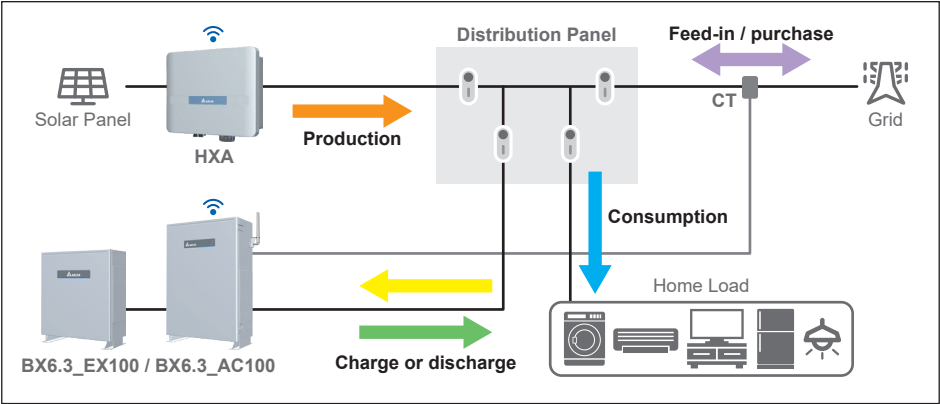 Distribution Panel
Feed-in / purchase
Solar Panel
HXA
Production
CT
Grid
Consumption
Home Load
BX6.3_EX100 / BX6.3_AC100
Charge or discharge